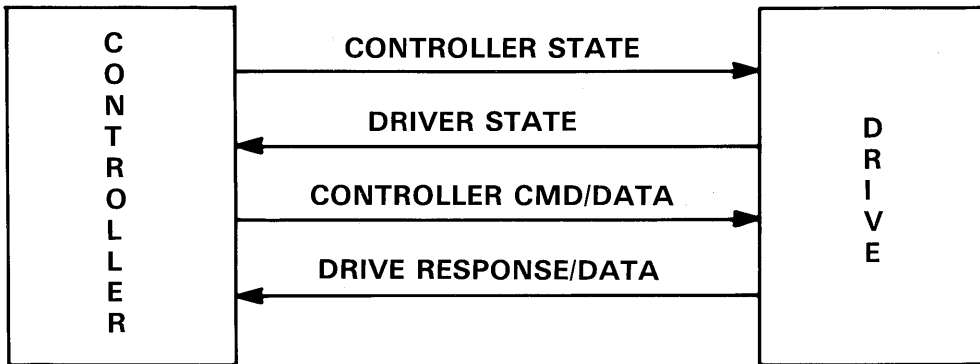 CONTROLLER
CONTROLLER STATE
DRIVER STATE
CONTROLLER CMD/DATA
DRIVE RESPONSE/DATA
DRIVE